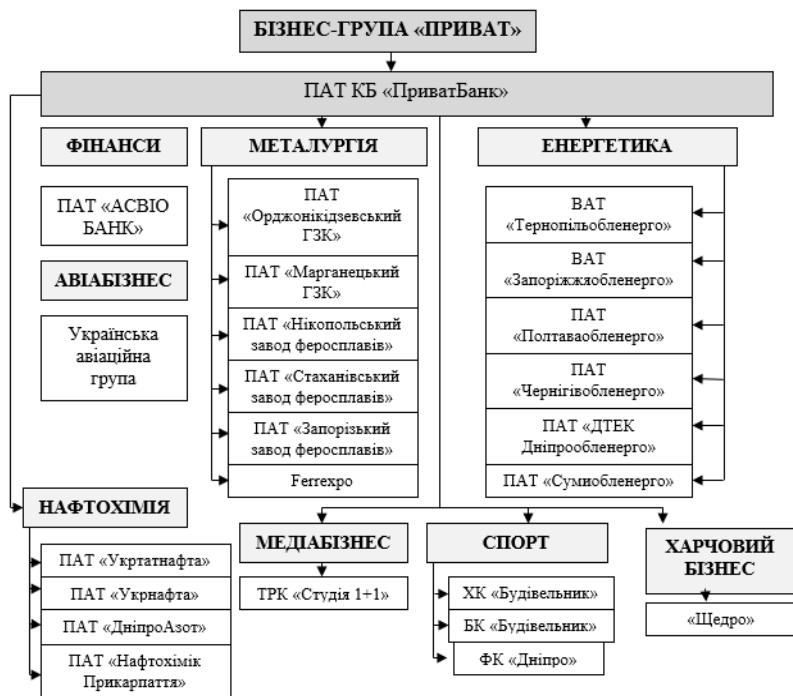 БІЗНЕС-ГРУПА «ПРИВАТ»
ПАТ КБ «ПриватБанк»
ФІНАНСИ
ПАТ «АСВІО
БАНК»
АВІАБІЗНЕС
Українська
авіаційна
група
МЕТАЛУРГІЯ
ПАТ
«Орджонікідзевський
ГЗК»
ПАТ «Марганецький
ГЗК»
ПАТ «Нікопольський
завод феросплавів»
ПАТ «Стаханівський
завод феросплавів»
ПАТ «Запорізький
завод феросплавів»
Ferrexpo
ЕНЕРГЕТИКА
ВАТ
«Тернопільобленерго»
ВАТ
«Запоріжжяобленерго»
ПАТ
«Полтаваобленерго»
ПАТ
«Чернігівобленерго»
ПАТ «ДТЕК
Дніпрообленерго»
ПАТ «Сумиобленерго»
НАФТОХІМІЯ
ПАТ «Укртатнафта»
ПАТ «Укрнафта»
ПАТ «ДніпроАзот»
ПАТ «Нафтохімік
Прикарпаття»
МЕДІАБІЗНЕС
ТРК «Студія 1+1»
СПОРТ
ХК «Будівельник»
БК «Будівельник»
ФК «Дніпро»
ХАРЧОВИЙ
БІЗНЕС
«Щедро»